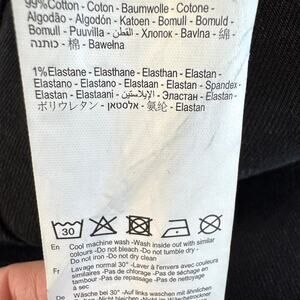 99%Cotton - Coton - Baumwolle - Cotone -
Algodão - Algodón - Katoen - Bomull - Bomuld -
Bomull - Puuvilla - القطن - Хлопок - Bavlna - 綿
- כותנה - 棉 - Bawełna
1%Elastane - Elasthane - Elasthan - Elastan -
Elastano - Elastano - Elastaan - Elastan -
Elastan - Elastaani - الإيلاستين - Эластан - Elastan -
ポリウレタン - אלסטאן - 氨纶 - Elastan
30
En Cool machine wash -Wash inside out with similar
colours -Do not bleach -Do not tumble dry -
Do not iron -Do not dry clean
Fr Lavage normal 30° -Laver à l'envers avec couleurs
similaires -Pas de chlorage - Pas de séchage en
tambour -Pas de repassage -Pas de nettoyage
à sec
De Wäsche bei 30° -Auf links waschen mit ähnlichen